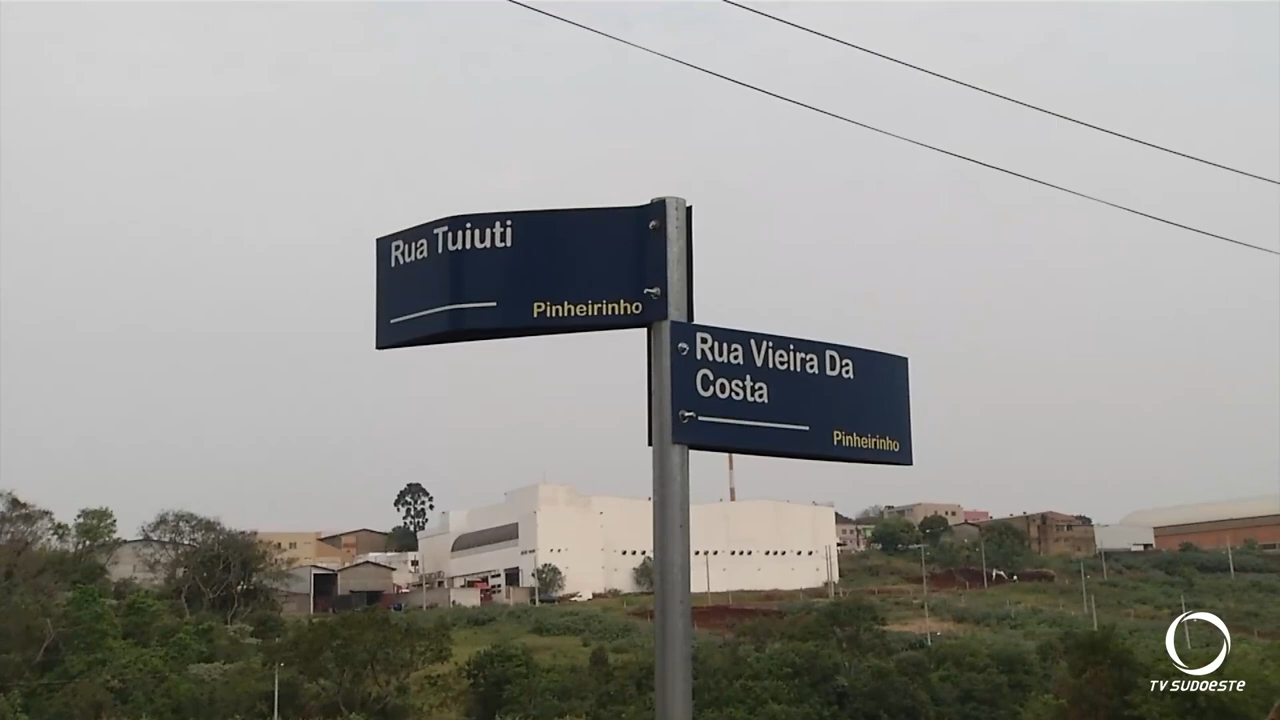 Rua Tuiuti
Pinheirinho
Rua Vieira Da
Costa
Pinheirinho
TV SUDOESTE